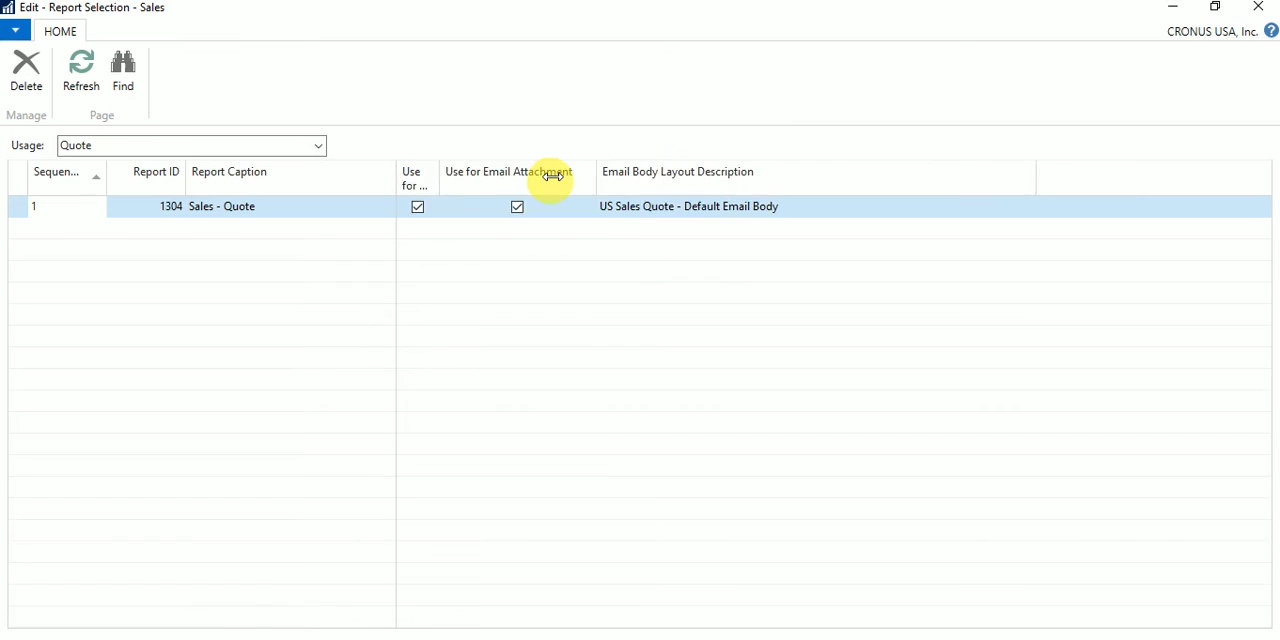 Edit - Report Selection - Sales
HOME
CRONUS USA, Inc.
?
Delete
Refresh
Find
Manage
Page
Usage:
Quote
Sequen...
Report ID
Report Caption
Use for ...
Use for Email Attachment
Email Body Layout Description
1
1304
Sales - Quote
US Sales Quote - Default Email Body